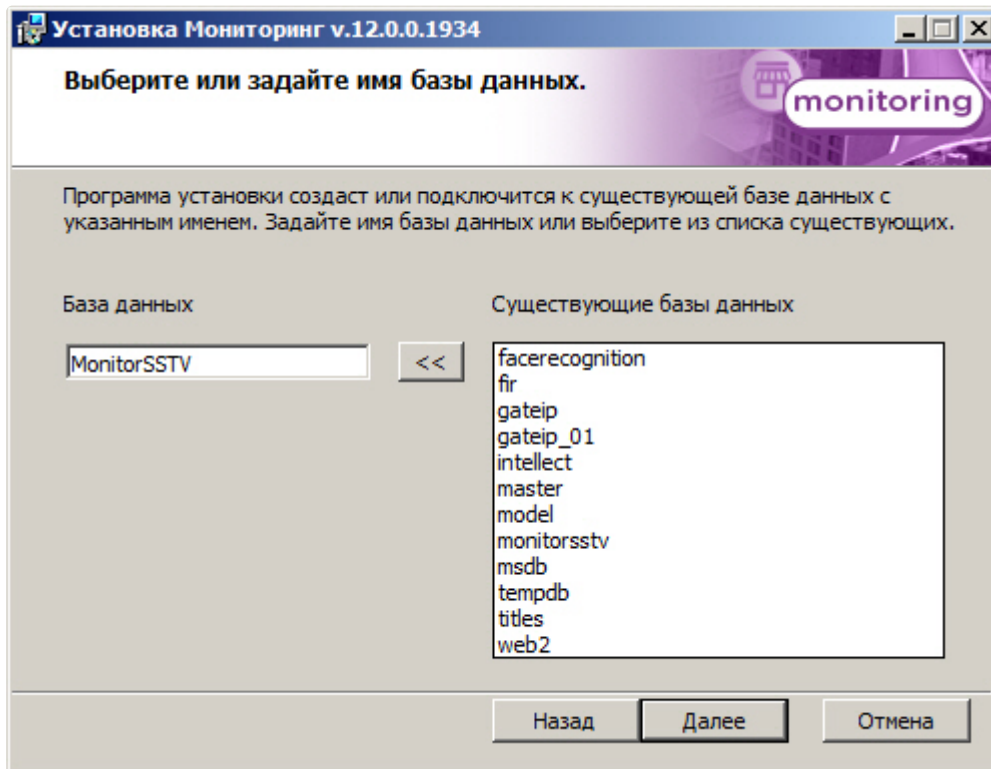 Установка Мониторинг v.12.0.0.1934
Выберите или задайте имя базы данных.
monitoring
Программа установки создаст или подключится к существующей базе данных с
указанным именем. Задайте имя базы данных или выберите из списка существующих.
База данных
Существующие базы данных
MonitorSSTV
<<
facerecognition
fir
gateip
gateip_01
intellect
master
model
monitorsstv
msdb
tempdb
titles
web2
Назад
Далее
Отмена